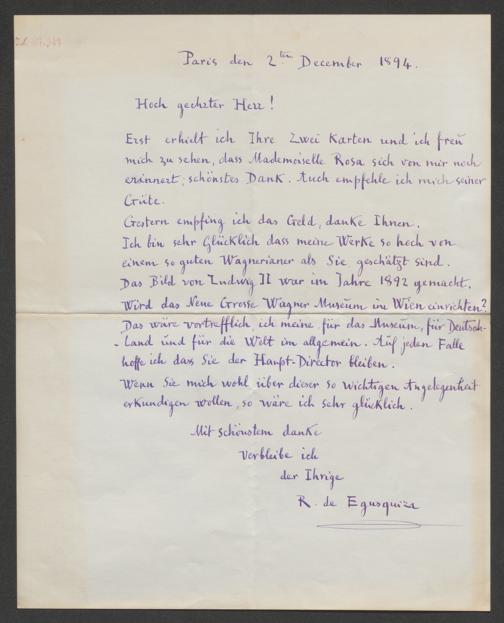 Paris den 2ten December 1894.
Hoch geehrter Herr!
Erst erhielt ich Ihre Zwei Karten und ich freü
mich zu sehen, dass Mademoiselle Rosa sich von mir noch
erinnert; schönstes Dank. Auch empfehle ich mich seiner
Güte.
Gestern empfing ich das Geld, danke Ihnen.
Ich bin sehr Glücklich dass meine Werke so hoch von
einem so guten Wagnerianer als Sie geschätzt sind.
Das Bild von Ludwig II war im Jahre 1892 gemacht.
Wird das Neue Grosse Wagner Museum in Wien einrichten?
Das wäre vortrefflich, ich meine, für das Museum, für Deutsch-
-land und für die Welt im allgemein. Auf jeden Falle
hoffe ich dass Sie der Haupt-Director bleiben.
Wenn Sie mich wohl über dieser so wichtigen Angelegenheit
erkundigen wollen, so wäre ich sehr glücklich.
Mit schönstem danke
Verbleibe ich
der Ihrige
R. de Egusquiza